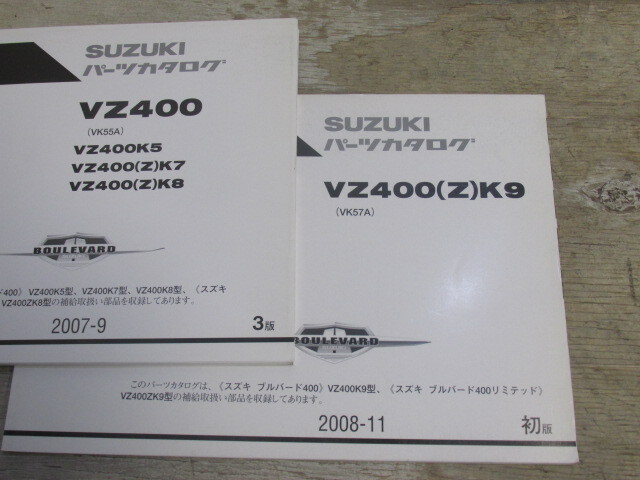 SUZUKI
パーツカタログ
VZ400
(VK55A)
VZ400K5
VZ400(Z)K7
VZ400(Z)K8
BOULEVARD
400） VZ400K5型、VZ400K7型、VZ400K8型、（スズキ
VZ400ZK8型の補給取扱い部品を収録してあります。
2007-9
3版
SUZUKI
パーツカタログ
VZ400(Z)K9
(VK57A)
BOULEVARD
このパーツカタログは、（スズキ ブルバード400） VZ400K9型、（スズキ ブルバード400リミテッド）
VZ400ZK9型の補給取扱い部品を収録してあります。
2008-11
初版